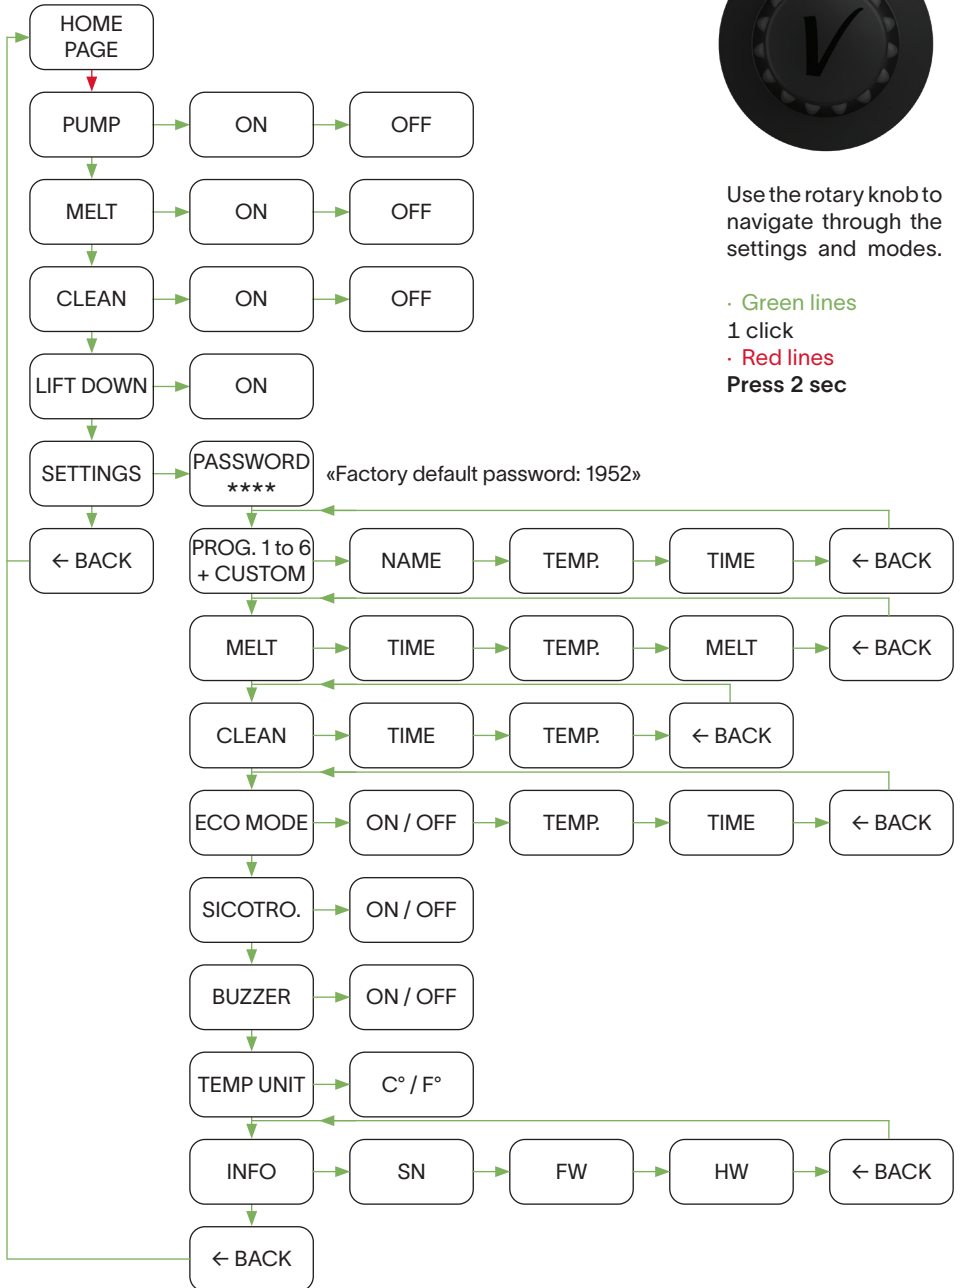 HOME
PAGE
PUMP
ON
OFF
MELT
ON
OFF
Use the rotary knob to
navigate through the
settings and modes.
CLEAN
ON
OFF
· Green lines
1 click
· Red lines
Press 2 sec
LIFT DOWN
ON
SETTINGS
PASSWORD
****
«Factory default password: 1952»
← BACK
PROG. 1 to 6
+ CUSTOM
NAME
TEMP.
TIME
← BACK
MELT
TIME
TEMP.
MELT
← BACK
CLEAN
TIME
TEMP.
← BACK
ECO MODE
ON / OFF
TEMP.
TIME
← BACK
SICOTRO.
ON / OFF
BUZZER
ON / OFF
TEMP UNIT
C° / F°
INFO
SN
FW
HW
← BACK
← BACK